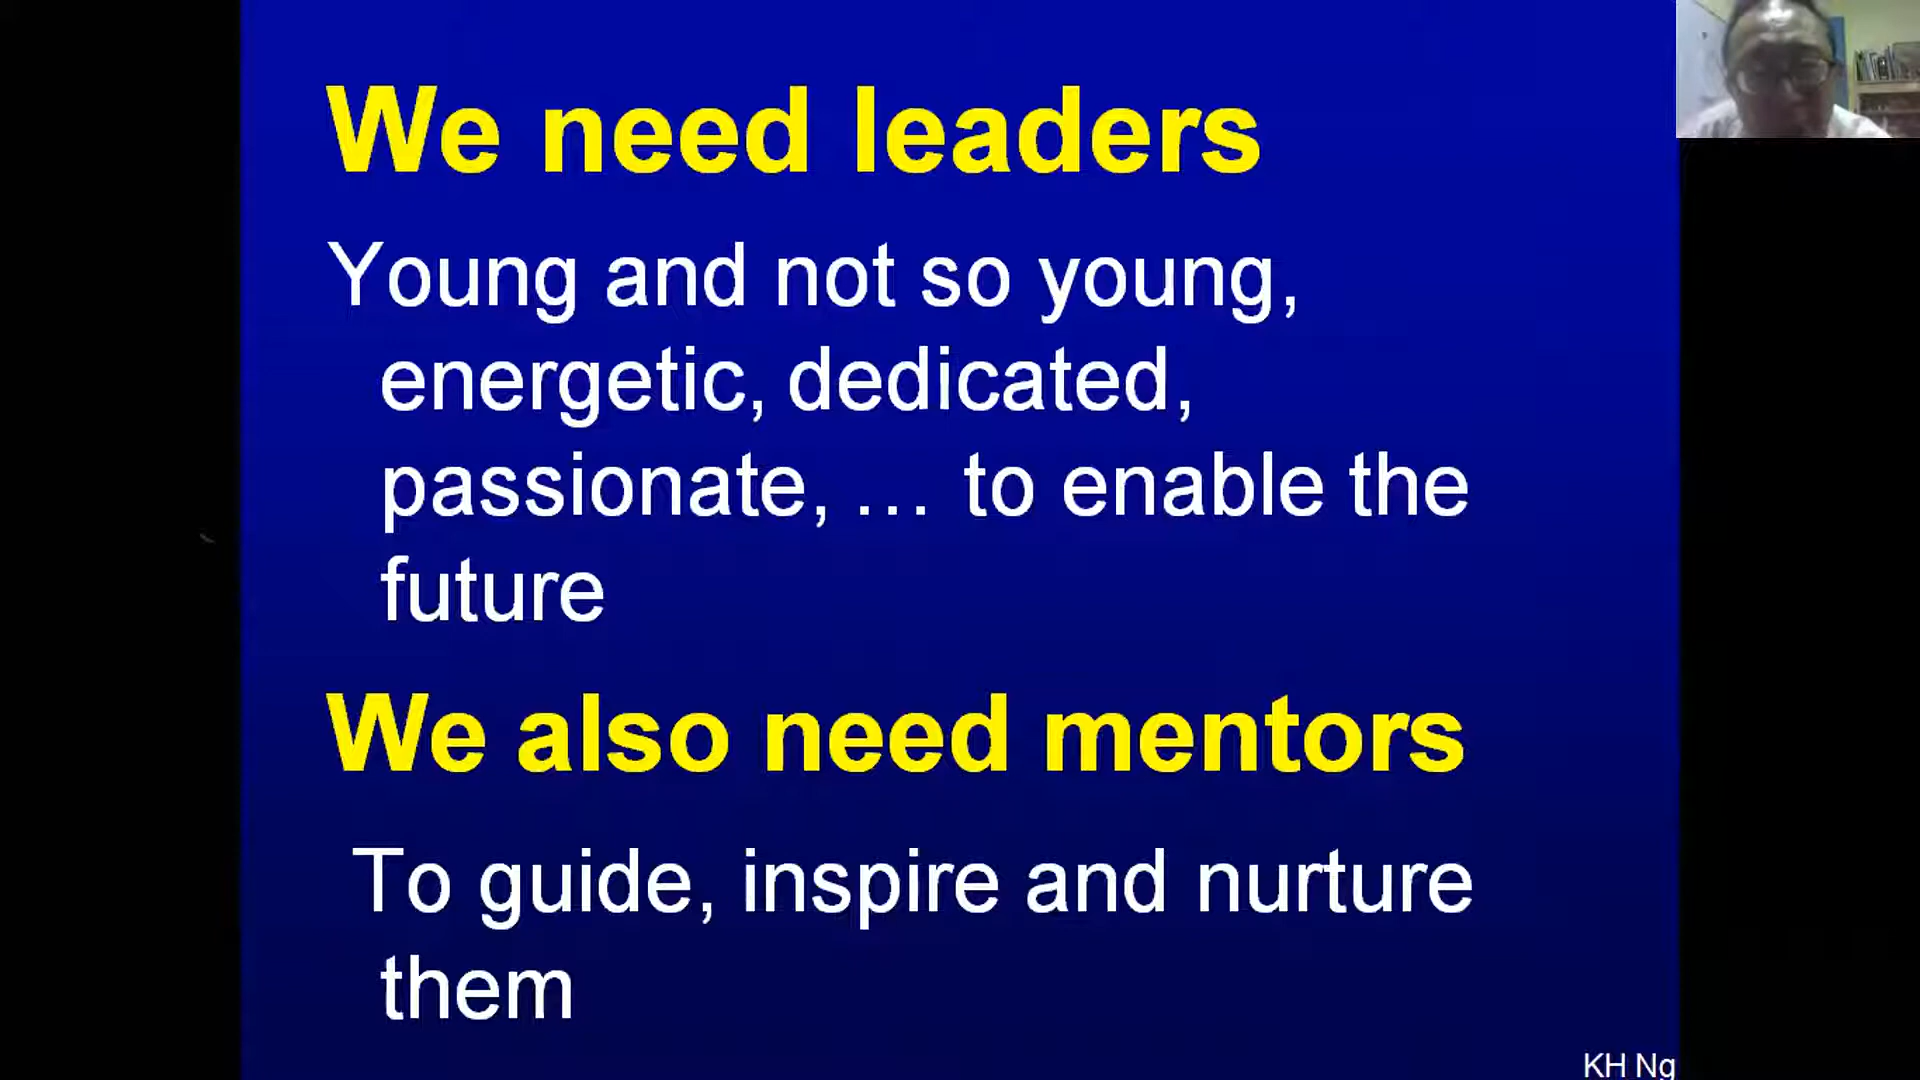 We need leaders
Young and not so young,
energetic, dedicated,
passionate, … to enable the
future
We also need mentors
To guide, inspire and nurture
them
KH Ng